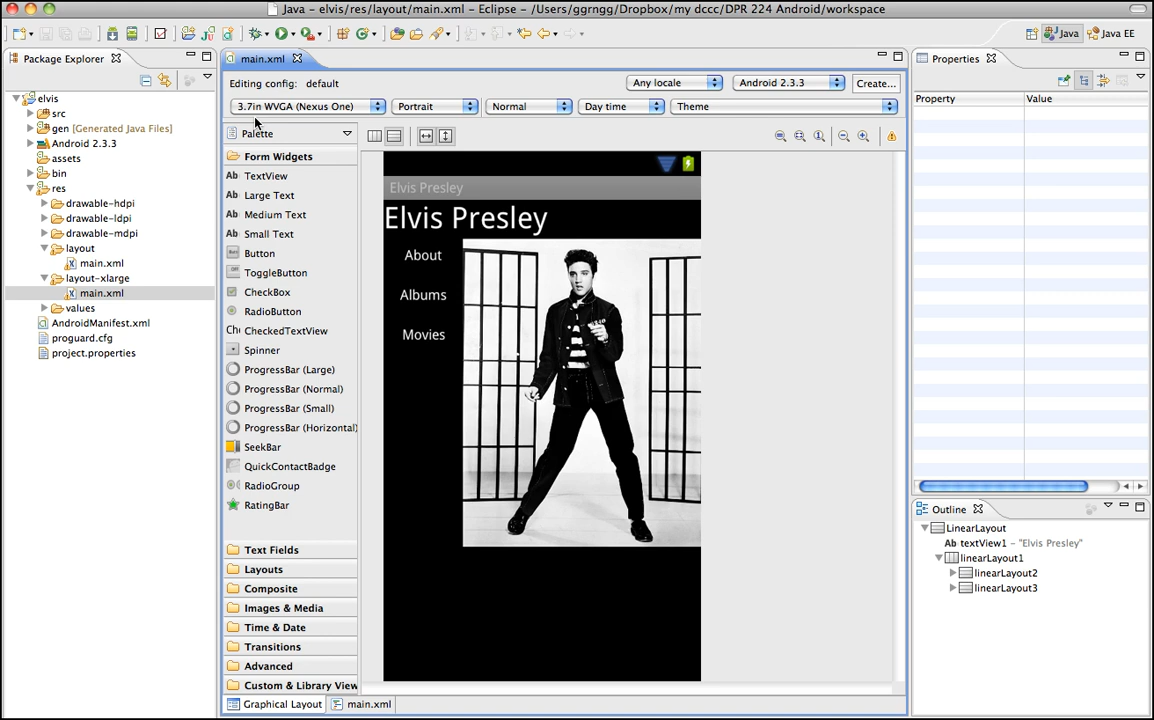 Java - elvis/res/layout/main.xml - Eclipse - /Users/ggrngg/Dropbox/my dccc/DPR 224 Android/workspace
Java
Java EE
Package Explorer
elvis
src
gen [Generated Java Files]
Android 2.3.3
assets
bin
res
drawable-hdpi
drawable-ldpi
drawable-mdpi
layout
main.xml
layout-xlarge
main.xml
values
AndroidManifest.xml
proguard.cfg
project.properties
main.xml
Editing config: default
Any locale
Android 2.3.3
Create...
3.7in WVGA (Nexus One)
Portrait
Normal
Day time
Theme
Palette
Form Widgets
Ab TextView
Ab Large Text
Ab Medium Text
Ab Small Text
Button
ToggleButton
CheckBox
RadioButton
CheckedTextView
Spinner
ProgressBar (Large)
ProgressBar (Normal)
ProgressBar (Small)
ProgressBar (Horizontal)
SeekBar
QuickContactBadge
RadioGroup
RatingBar
Text Fields
Layouts
Composite
Images & Media
Time & Date
Transitions
Advanced
Custom & Library View
Graphical Layout
main.xml
Elvis Presley
Elvis Presley
About
Albums
Movies
Properties
Property Value
Outline
LinearLayout
Ab textView1 - "Elvis Presley"
linearLayout1
linearLayout2
linearLayout3